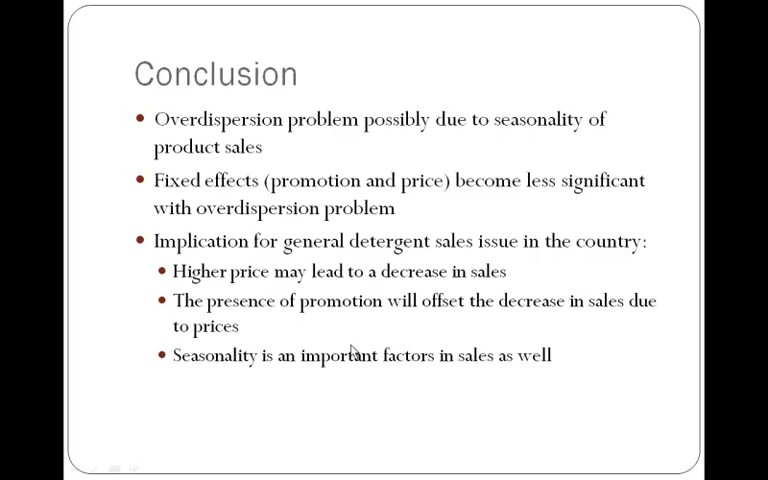 Conclusion
Overdispersion problem possibly due to seasonality of
product sales
Fixed effects (promotion and price) become less significant
with overdispersion problem
Implication for general detergent sales issue in the country:
Higher price may lead to a decrease in sales
The presence of promotion will offset the decrease in sales due
to prices
Seasonality is an important factors in sales as well